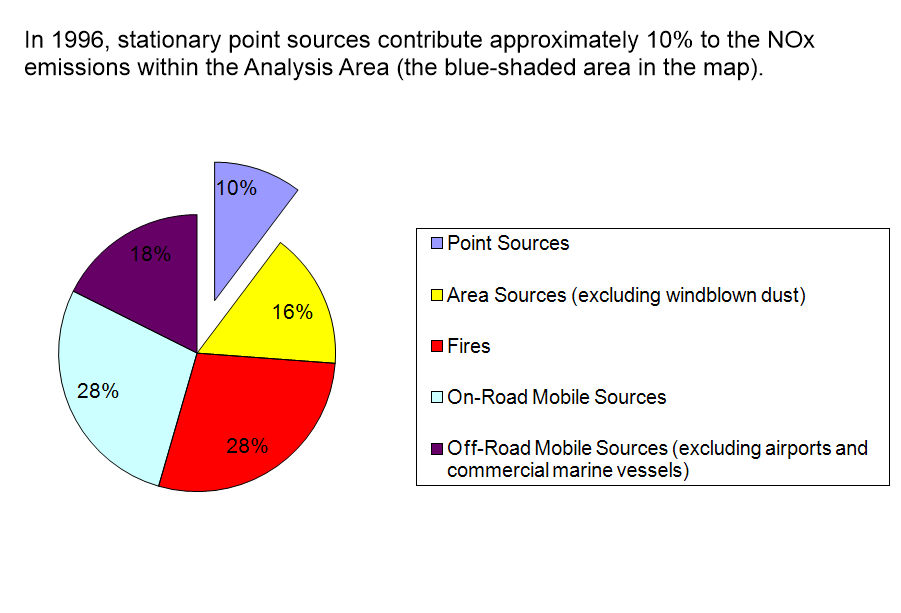 In 1996, stationary point sources contribute approximately 10% to the NOx
emissions within the Analysis Area (the blue-shaded area in the map).
10%
18%
16%
28%
28%
Point Sources
Area Sources (excluding windblown dust)
Fires
On-Road Mobile Sources
Off-Road Mobile Sources (excluding airports and
commercial marine vessels)